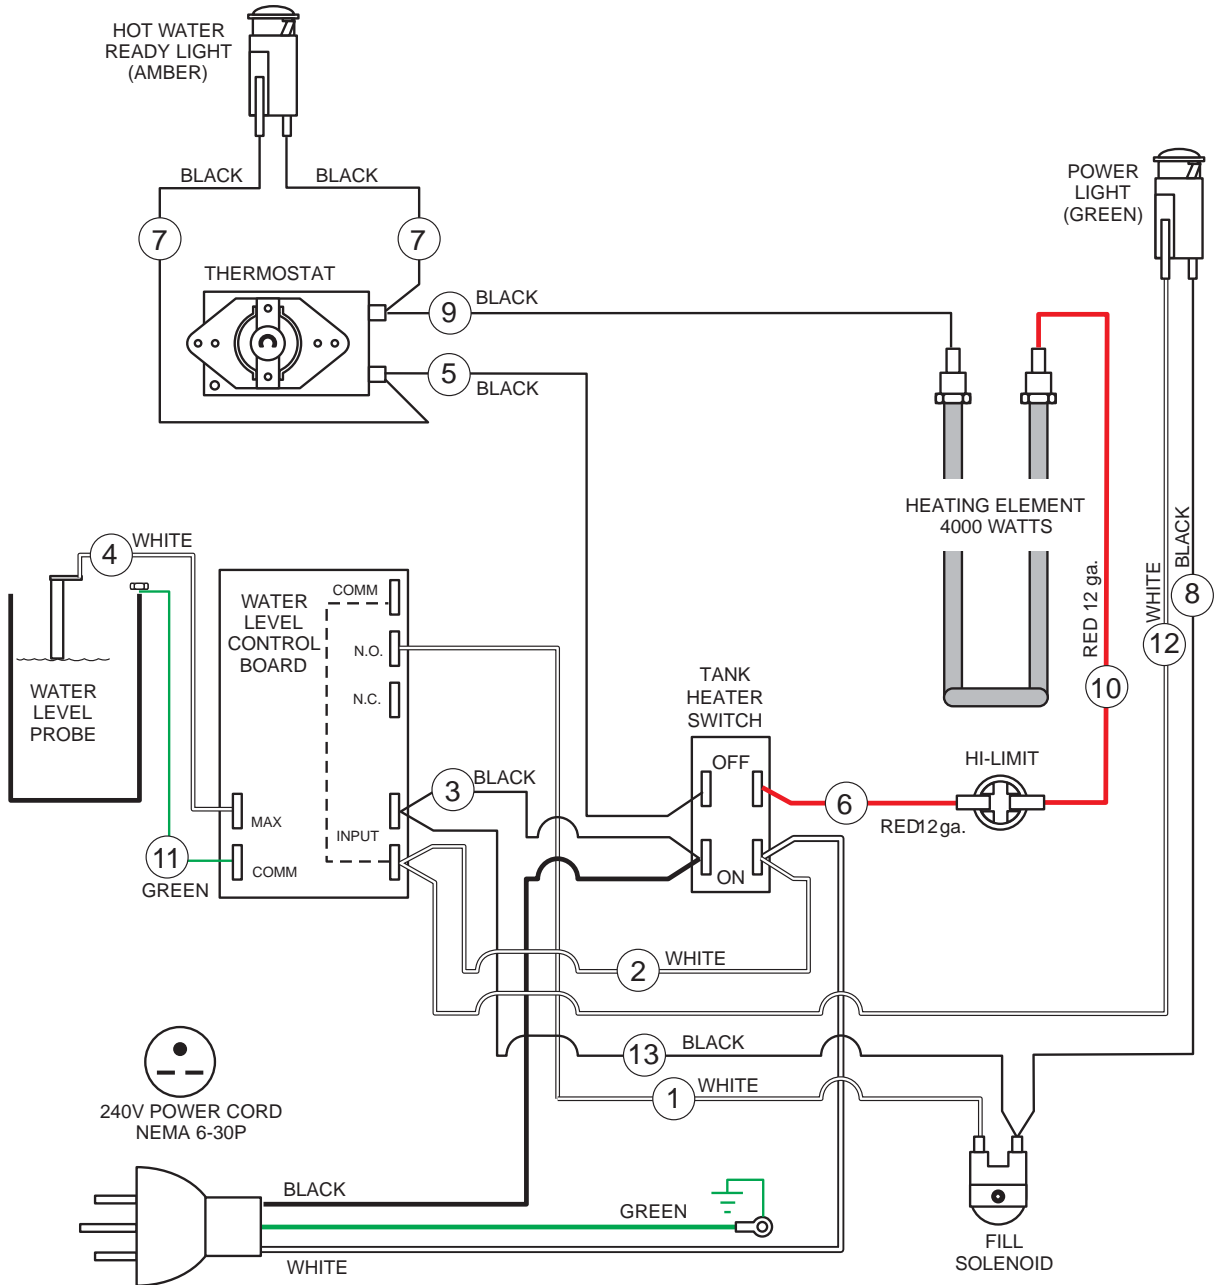 HOT WATER
READY LIGHT
(AMBER)
BLACK
BLACK
7
7
THERMOSTAT
9
BLACK
5
BLACK
POWER
LIGHT
(GREEN)
HEATING ELEMENT
4000 WATTS
RED 12 ga.
WHITE
BLACK
8
12
10
4
WHITE
WATER
LEVEL
CONTROL
BOARD
COMM
N.O.
N.C.
WATER
LEVEL
PROBE
TANK
HEATER
SWITCH
OFF
ON
HI-LIMIT
6
RED12 ga.
3
BLACK
MAX
INPUT
COMM
11
GREEN
2
WHITE
13
BLACK
1
WHITE
240V POWER CORD
NEMA 6-30P
BLACK
GREEN
WHITE
FILL
SOLENOID